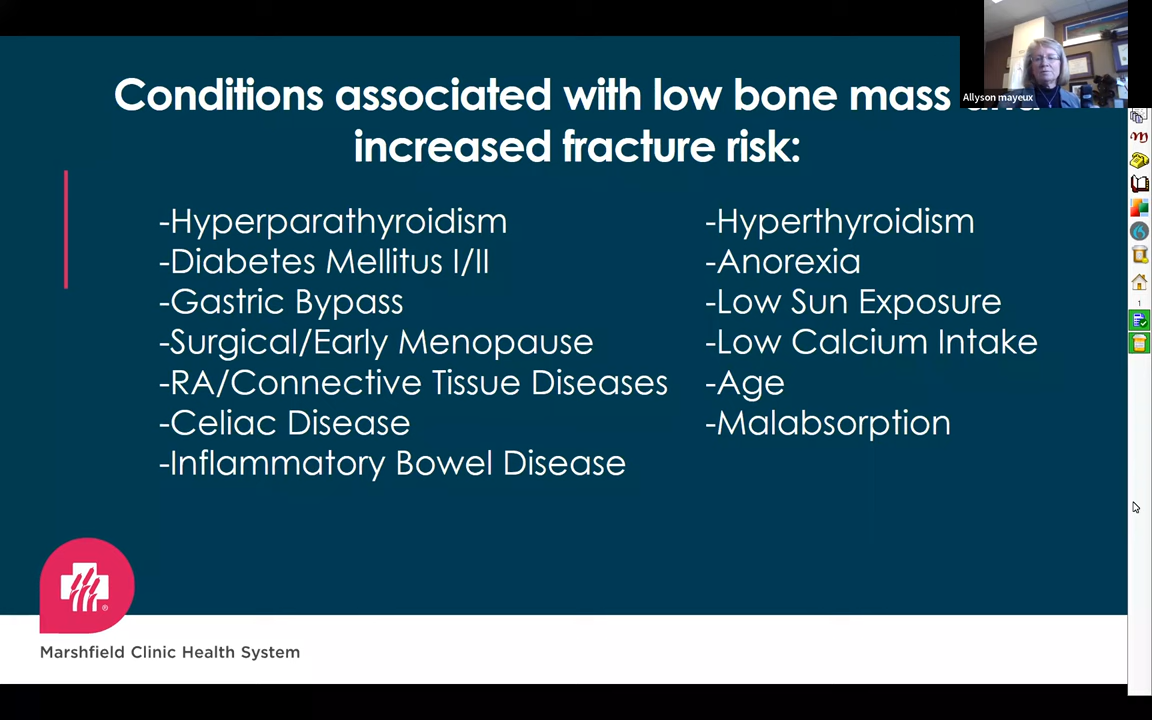 Allyson mayeux
Conditions associated with low bone mass and
increased fracture risk:
-Hyperparathyroidism
-Diabetes Mellitus I/II
-Gastric Bypass
-Surgical/Early Menopause
-RA/Connective Tissue Diseases
-Celiac Disease
-Inflammatory Bowel Disease
-Hyperthyroidism
-Anorexia
-Low Sun Exposure
-Low Calcium Intake
-Age
-Malabsorption
1
®
Marshfield Clinic Health System